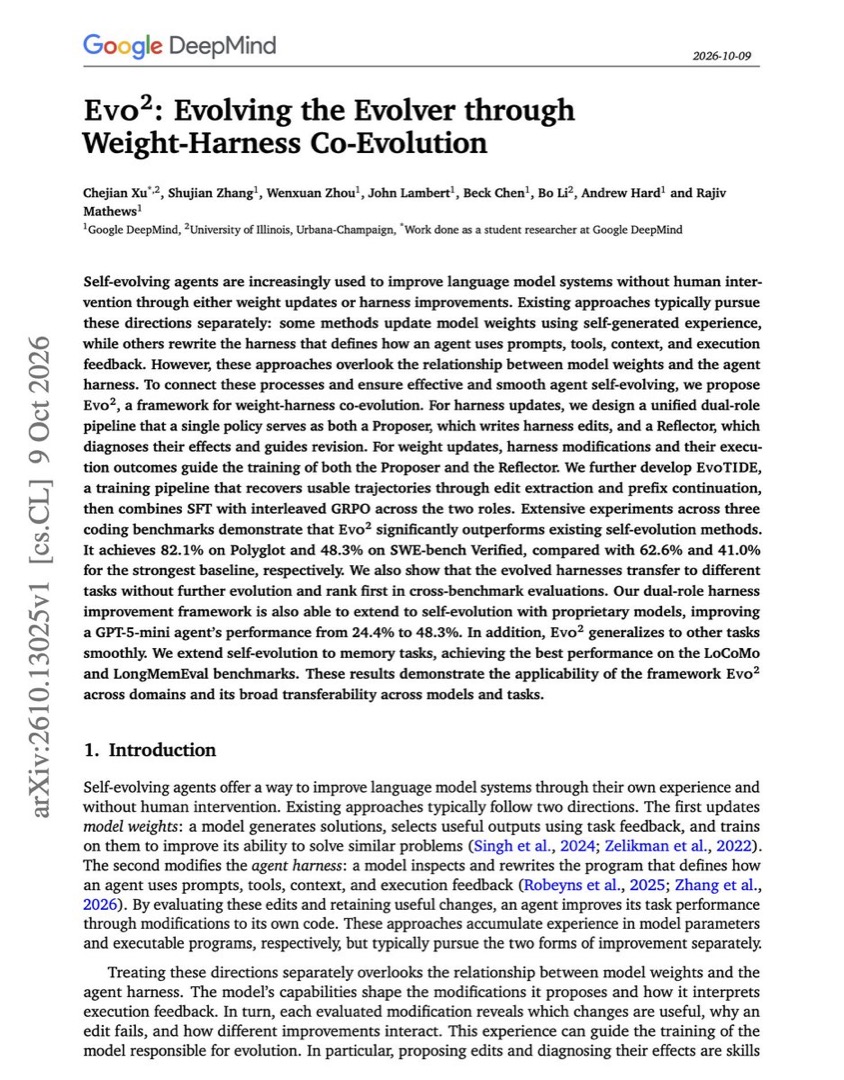 Google DeepMind
2026-10-09
Evo²: Evolving the Evolver through
Weight-Harness Co-Evolution
Chejian Xu*,², Shujian Zhang¹, Wenxuan Zhou¹, John Lambert¹, Beck Chen¹, Bo Li², Andrew Hard¹ and Rajiv
Mathews¹
¹Google DeepMind, ²University of Illinois, Urbana-Champaign, *Work done as a student researcher at Google DeepMind
Self-evolving agents are increasingly used to improve language model systems without human inter-
vention through either weight updates or harness improvements. Existing approaches typically pursue
these directions separately: some methods update model weights using self-generated experience,
while others rewrite the harness that defines how an agent uses prompts, tools, context, and execution
feedback. However, these approaches overlook the relationship between model weights and the agent
harness. To connect these processes and ensure effective and smooth agent self-evolving, we propose
Evo², a framework for weight-harness co-evolution. For harness updates, we design a unified dual-role
pipeline that a single policy serves as both a Proposer, which writes harness edits, and a Reflector, which
diagnoses their effects and guides revision. For weight updates, harness modifications and their execu-
tion outcomes guide the training of both the Proposer and the Reflector. We further develop EvoTIDE,
a training pipeline that recovers usable trajectories through edit extraction and prefix continuation,
then combines SFT with interleaved GRPO across the two roles. Extensive experiments across three
coding benchmarks demonstrate that Evo² significantly outperforms existing self-evolution methods.
It achieves 82.1% on Polyglot and 48.3% on SWE-bench Verified, compared with 62.6% and 41.0%
for the strongest baseline, respectively. We also show that the evolved harnesses transfer to different
tasks without further evolution and rank first in cross-benchmark evaluations. Our dual-role harness
improvement framework is also able to extend to self-evolution with proprietary models, improving
a GPT-5-mini agent's performance from 24.4% to 48.3%. In addition, Evo² generalizes to other tasks
smoothly. We extend self-evolution to memory tasks, achieving the best performance on the LoCoMo
and LongMemEval benchmarks. These results demonstrate the applicability of the framework Evo²
across domains and its broad transferability across models and tasks.
arXiv:2610.13025v1 [cs.CL] 9 Oct 2026
1. Introduction
Self-evolving agents offer a way to improve language model systems through their own experience and
without human intervention. Existing approaches typically follow two directions. The first updates
model weights: a model generates solutions, selects useful outputs using task feedback, and trains
on them to improve its ability to solve similar problems (Singh et al., 2024; Zelikman et al., 2022).
The second modifies the agent harness: a model inspects and rewrites the program that defines how
an agent uses prompts, tools, context, and execution feedback (Robeyns et al., 2025; Zhang et al.,
2026). By evaluating these edits and retaining useful changes, an agent improves its task performance
through modifications to its own code. These approaches accumulate experience in model parameters
and executable programs, respectively, but typically pursue the two forms of improvement separately.
Treating these directions separately overlooks the relationship between model weights and the
agent harness. The model's capabilities shape the modifications it proposes and how it interprets
execution feedback. In turn, each evaluated modification reveals which changes are useful, why an
edit fails, and how different improvements interact. This experience can guide the training of the
model responsible for evolution. In particular, proposing edits and diagnosing their effects are skills